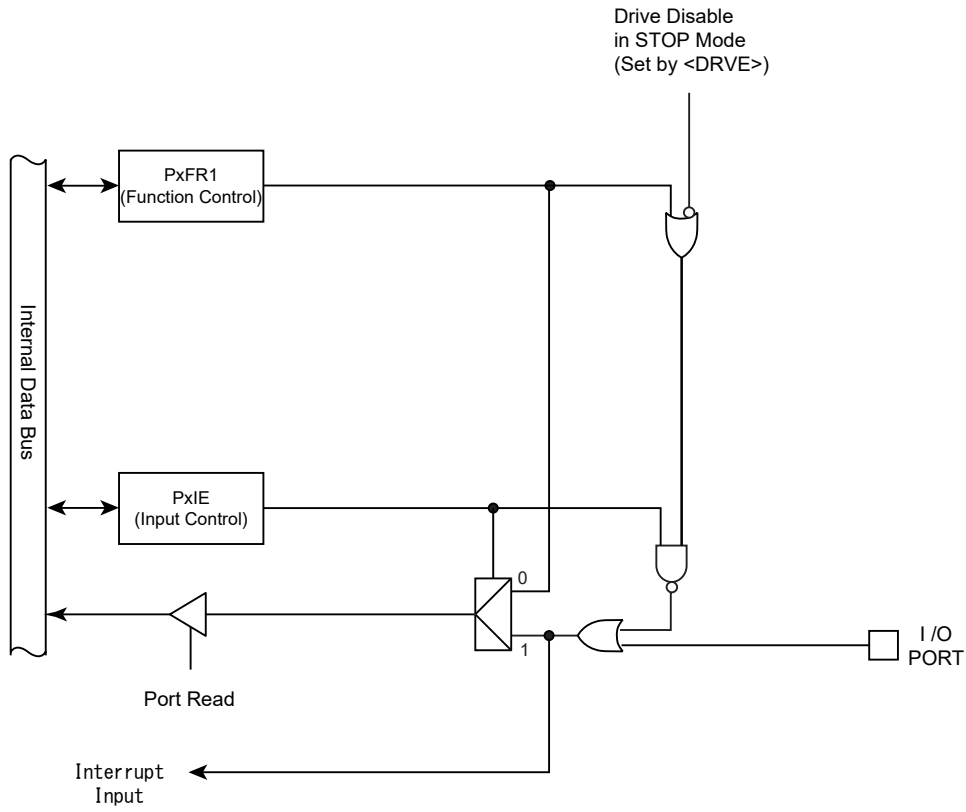 Drive Disable
in STOP Mode
(Set by <DRVE>)
PxFR1
(Function Control)
Internal Data Bus
PxIE
(Input Control)
0
1
I /O
PORT
Port Read
Interrupt
Input